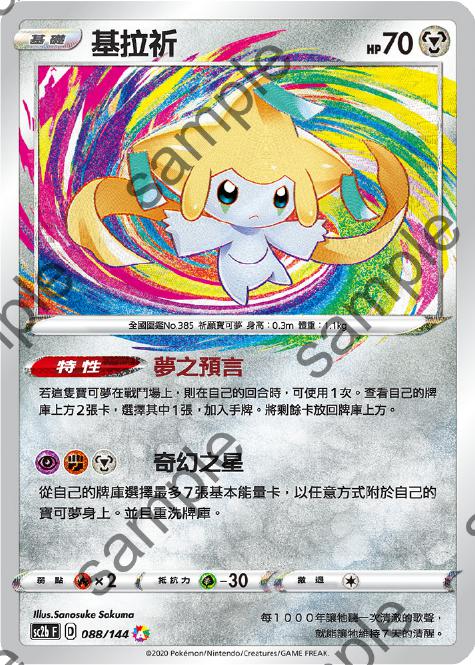 基礎 基拉祈 HP 70
全國圖鑑No.385 祈願寶可夢 身高：0.3m 體重：1.1kg
特性 夢之預言
若這隻寶可夢在戰鬥場上，則在自己的回合時，可使用1次。查看自己的牌
庫上方2張卡，選擇其中1張，加入手牌。將剩餘卡放回牌庫上方。
奇幻之星
從自己的牌庫選擇最多7張基本能量卡，以任意方式附於自己的
寶可夢身上。並且重洗牌庫。
弱點 ×2 抵抗力 -30 撤退
Illus.Sanosuke Sakuma
sc2b F D 088/144 A
每1000年讓牠聽一次清澈的歌聲，
就能讓牠維持7天的清醒。
©2020 Pokémon/Nintendo/Creatures/GAME FREAK.
sample
sample
sample
sample
sample
sample
sample